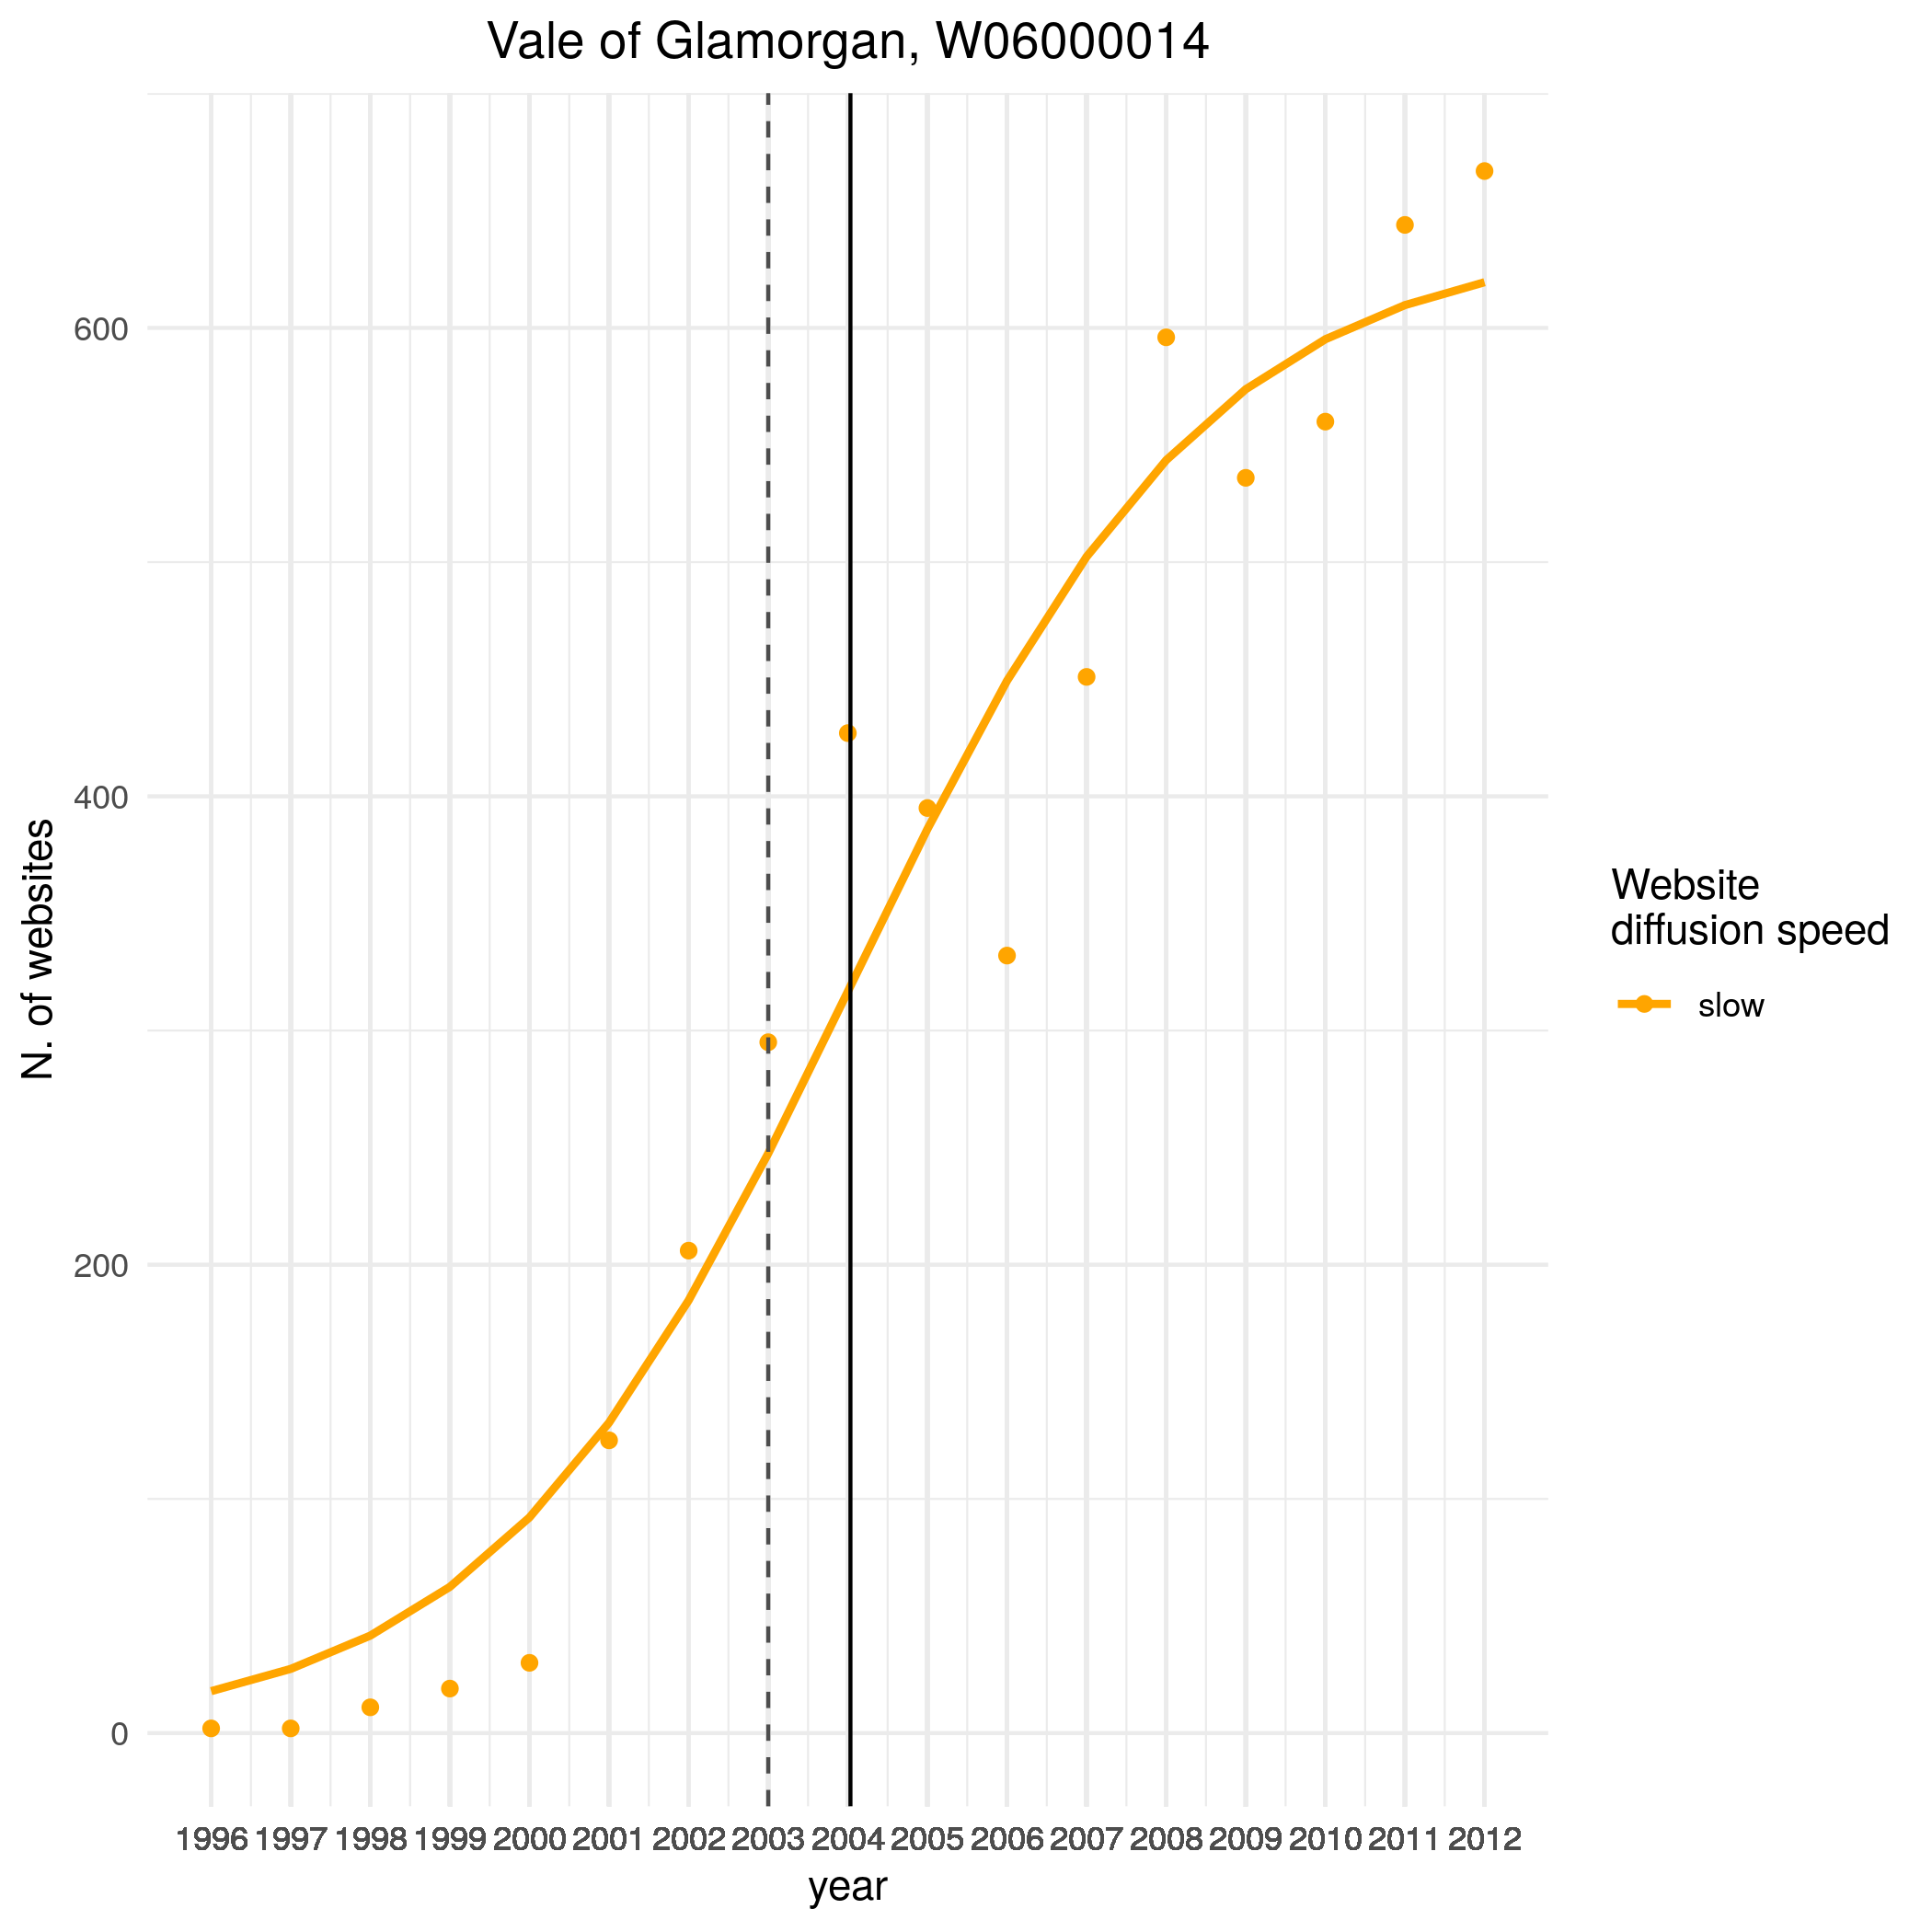 Vale of Glamorgan, W06000014
N. of websites
600
400
200
0
1996 1997 1998 1999 2000 2001 2002 2003 2004 2005 2006 2007 2008 2009 2010 2011 2012
year
Website
diffusion speed
slow